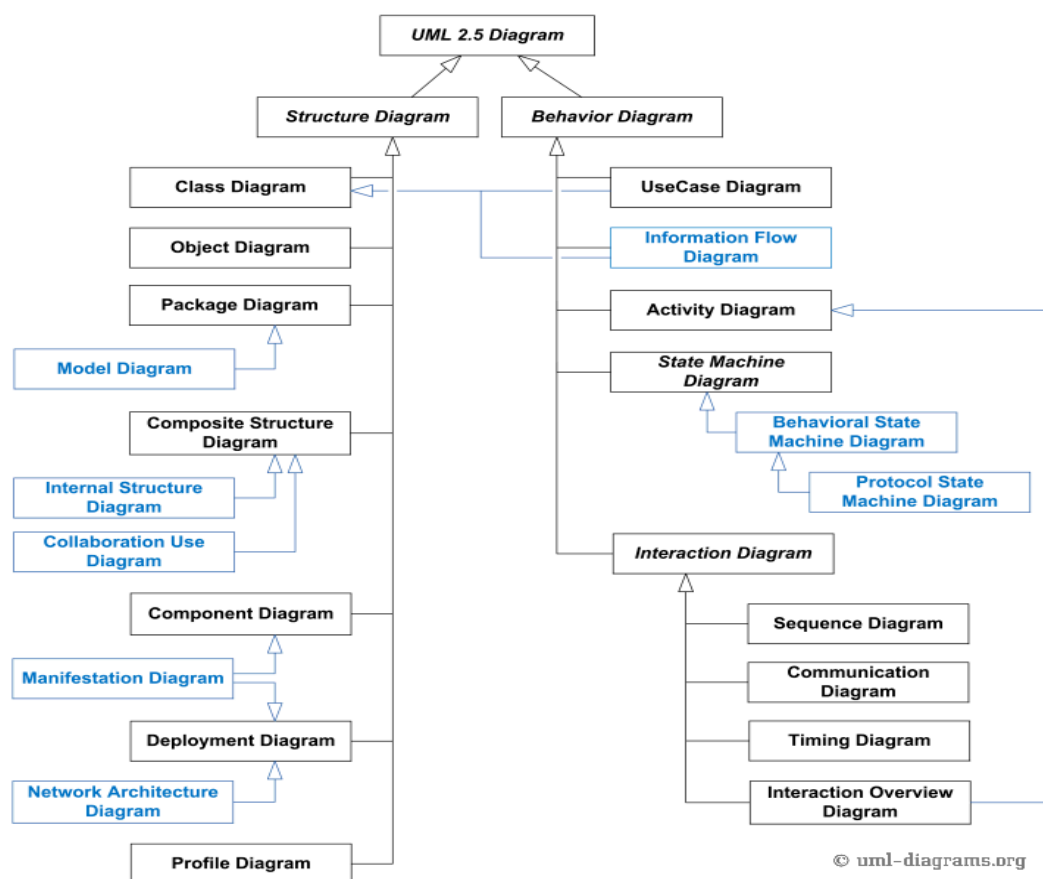 UML 2.5 Diagram
Structure Diagram
Behavior Diagram
Class Diagram
UseCase Diagram
Object Diagram
Information Flow
Diagram
Package Diagram
Activity Diagram
Model Diagram
State Machine
Diagram
Composite Structure
Diagram
Behavioral State
Machine Diagram
Internal Structure
Diagram
Protocol State
Machine Diagram
Collaboration Use
Diagram
Interaction Diagram
Component Diagram
Sequence Diagram
Manifestation Diagram
Communication
Diagram
Deployment Diagram
Timing Diagram
Network Architecture
Diagram
Interaction Overview
Diagram
Profile Diagram
© uml-diagrams.org